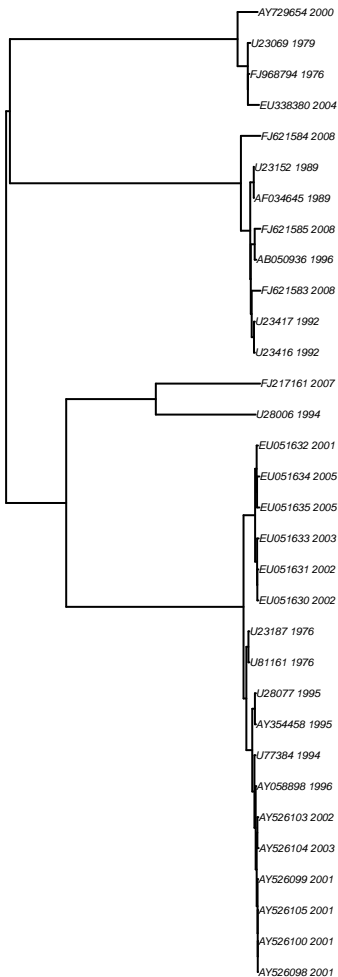 AY729654 2000
U23069 1979
FJ968794 1976
EU338380 2004
FJ621584 2008
U23152 1989
AF034645 1989
FJ621585 2008
AB050936 1996
FJ621583 2008
U23417 1992
U23416 1992
FJ217161 2007
U28006 1994
EU051632 2001
EU051634 2005
EU051635 2005
EU051633 2003
EU051631 2002
EU051630 2002
U23187 1976
U81161 1976
U28077 1995
AY354458 1995
U77384 1994
AY058898 1996
AY526103 2002
AY526104 2003
AY526099 2001
AY526105 2001
AY526100 2001
AY526098 2001